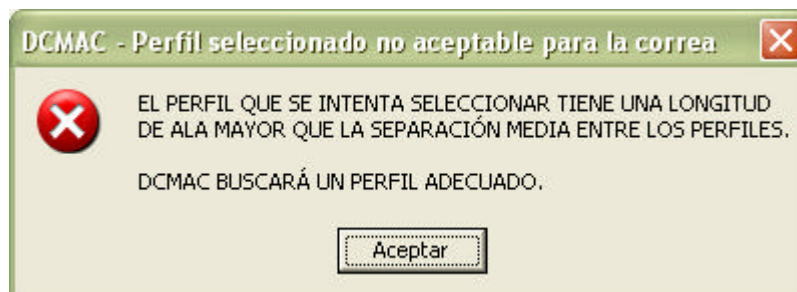 DCMAC - Perfil seleccionado no aceptable para la correa
EL PERFIL QUE SE INTENTA SELECCIONAR TIENE UNA LONGITUD
DE ALA MAYOR QUE LA SEPARACIÓN MEDIA ENTRE LOS PERFILES.
DCMAC BUSCARÁ UN PERFIL ADECUADO.
Aceptar